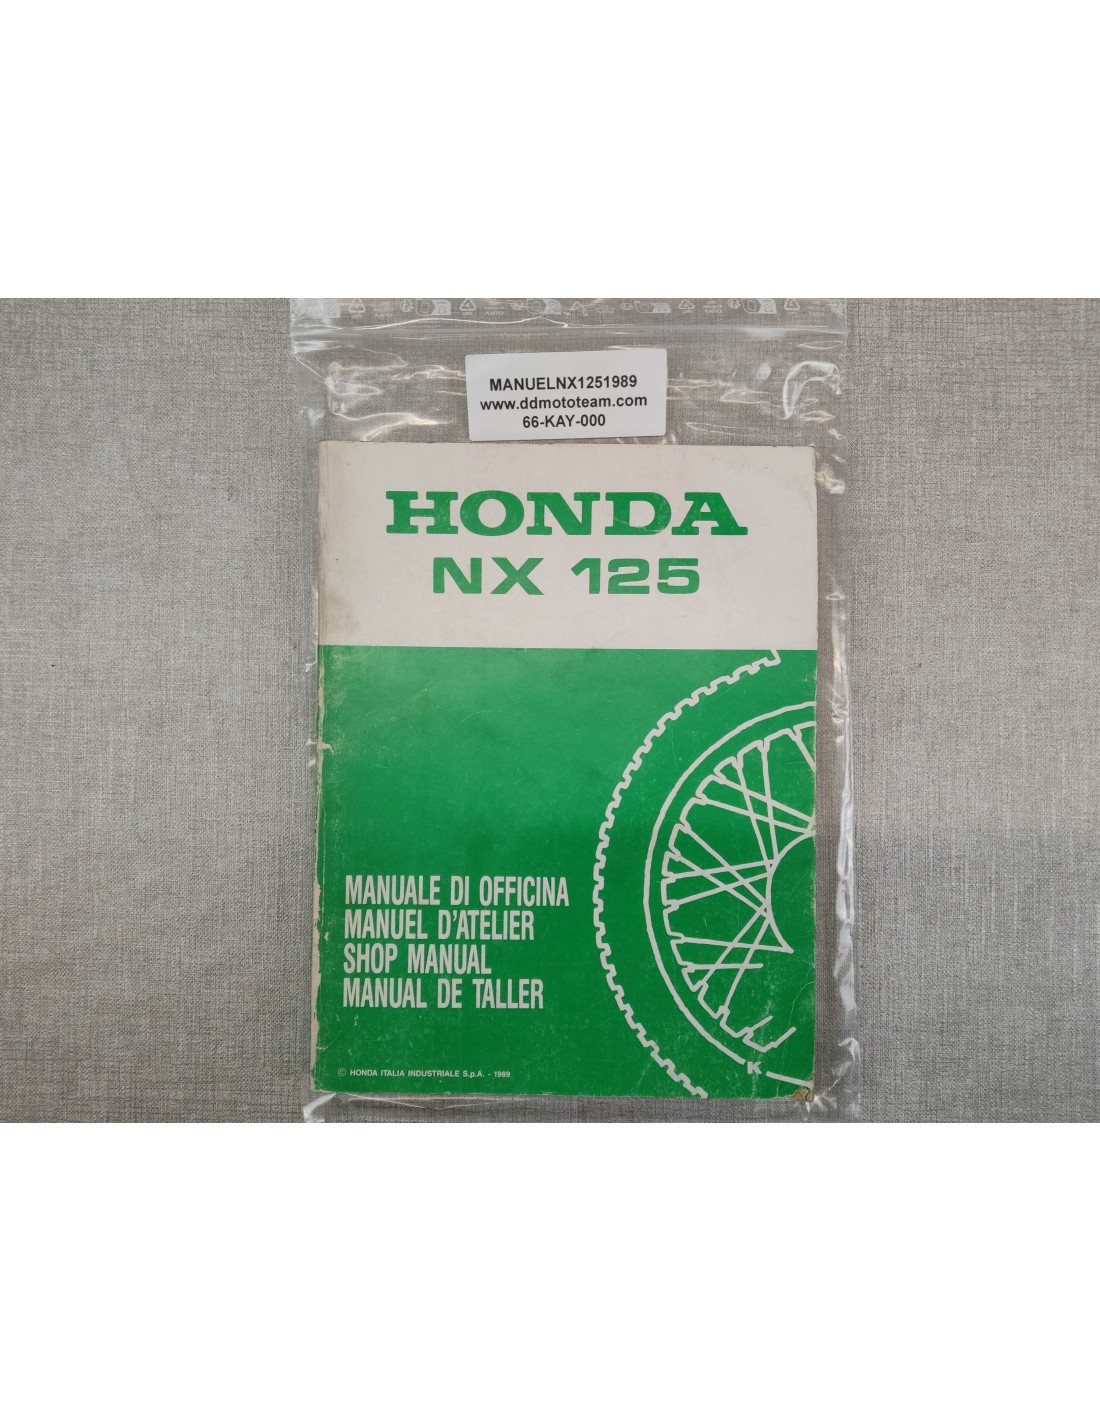 MANUELNX1251989
www.ddmototeam.com
66-KAY-000
HONDA
NX 125
MANUALE DI OFFICINA
MANUEL D'ATELIER
SHOP MANUAL
MANUAL DE TALLER
© HONDA ITALIA INDUSTRIALE S.p.A. - 1989
K